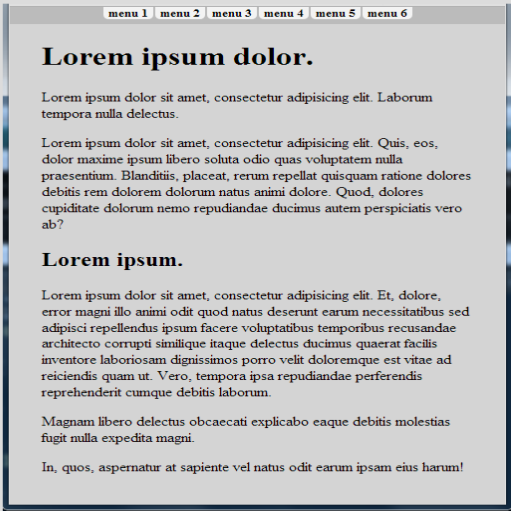 menu 1 menu 2 menu 3 menu 4 menu 5 menu 6
Lorem ipsum dolor.
Lorem ipsum dolor sit amet, consectetur adipisicing elit. Laborum
tempora nulla delectus.
Lorem ipsum dolor sit amet, consectetur adipisicing elit. Quis, eos,
dolor maxime ipsum libero soluta odio quas voluptatem nulla
praesentium. Blanditiis, placeat, rerum repellat quisquam ratione dolores
debitis rem dolorem dolorum natus animi dolore. Quod, dolores
cupiditate dolorum nemo repudiandae ducimus autem perspiciatis vero
ab?
Lorem ipsum.
Lorem ipsum dolor sit amet, consectetur adipisicing elit. Et, dolore,
error magni illo animi odit quod natus deserunt earum necessitatibus sed
adipisci repellendus ipsum facere voluptatibus temporibus recusandae
architecto corrupti similique itaque delectus ducimus quaerat facilis
inventore laboriosam dignissimos porro velit doloremque est vitae ad
reiciendis quam ut. Vero, tempora ipsa repudiandae perferendis
reprehenderit cumque debitis laborum.
Magnam libero delectus obcaecati explicabo eaque debitis molestias
fugit nulla expedita magni.
In, quos, aspernatur at sapiente vel natus odit earum ipsam eius harum!